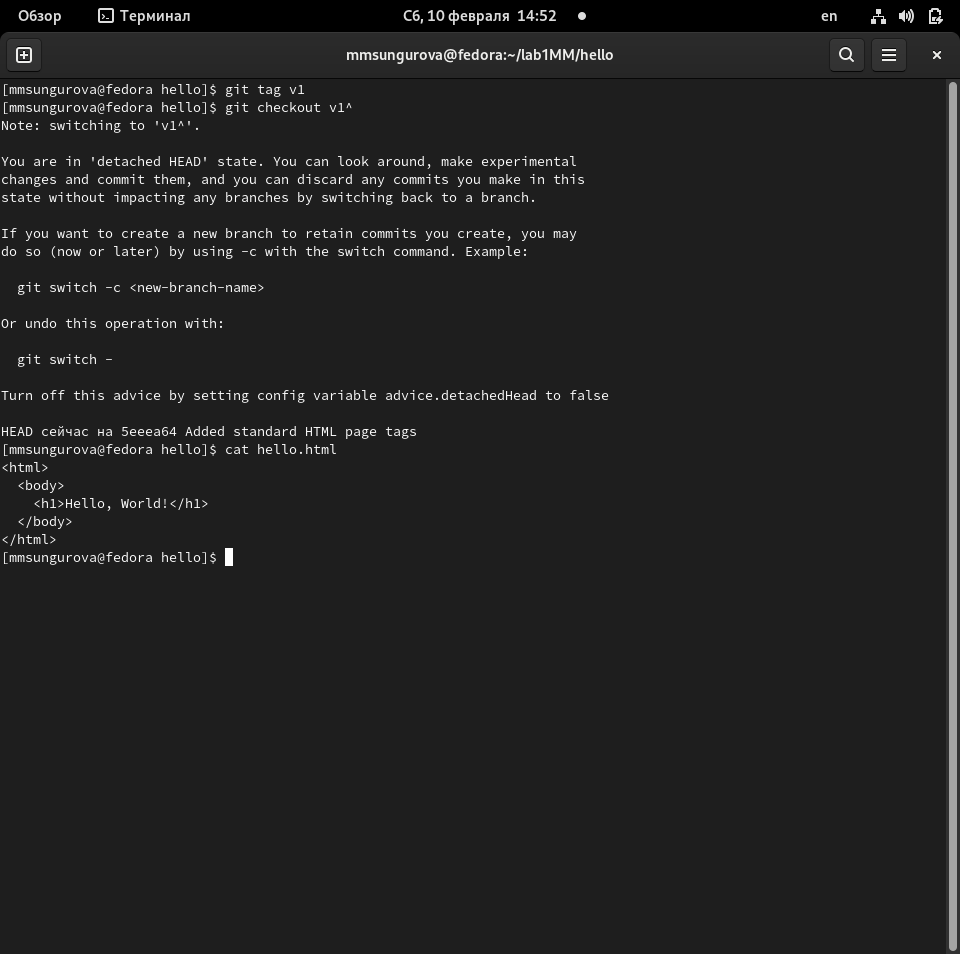 Обзор Терминал Сб, 10 февраля 14:52 en
mmsungurova@fedora:~/lab1MM/hello
[mmsungurova@fedora hello]$ git tag v1
[mmsungurova@fedora hello]$ git checkout v1^
Note: switching to 'v1^'.

You are in 'detached HEAD' state. You can look around, make experimental
changes and commit them, and you can discard any commits you make in this
state without impacting any branches by switching back to a branch.

If you want to create a new branch to retain commits you create, you may
do so (now or later) by using -c with the switch command. Example:

  git switch -c <new-branch-name>

Or undo this operation with:

  git switch -

Turn off this advice by setting config variable advice.detachedHead to false

HEAD сейчас на 5eeea64 Added standard HTML page tags
[mmsungurova@fedora hello]$ cat hello.html
<html>
  <body>
    <h1>Hello, World!</h1>
  </body>
</html>
[mmsungurova@fedora hello]$